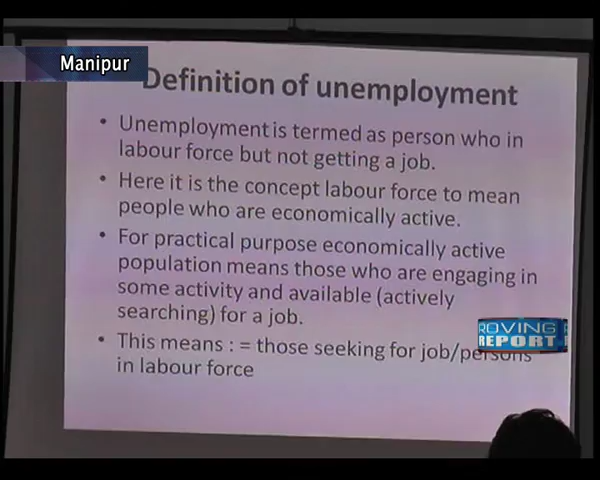 Manipur
Definition of unemployment
• Unemployment is termed as person who in
labour force but not getting a job.
• Here it is the concept labour force to mean
people who are economically active.
• For practical purpose economically active
population means those who are engaging in
some activity and available (actively
searching) for a job.
• This means : = those seeking for job/persons
in labour force
ROVING
REPORT